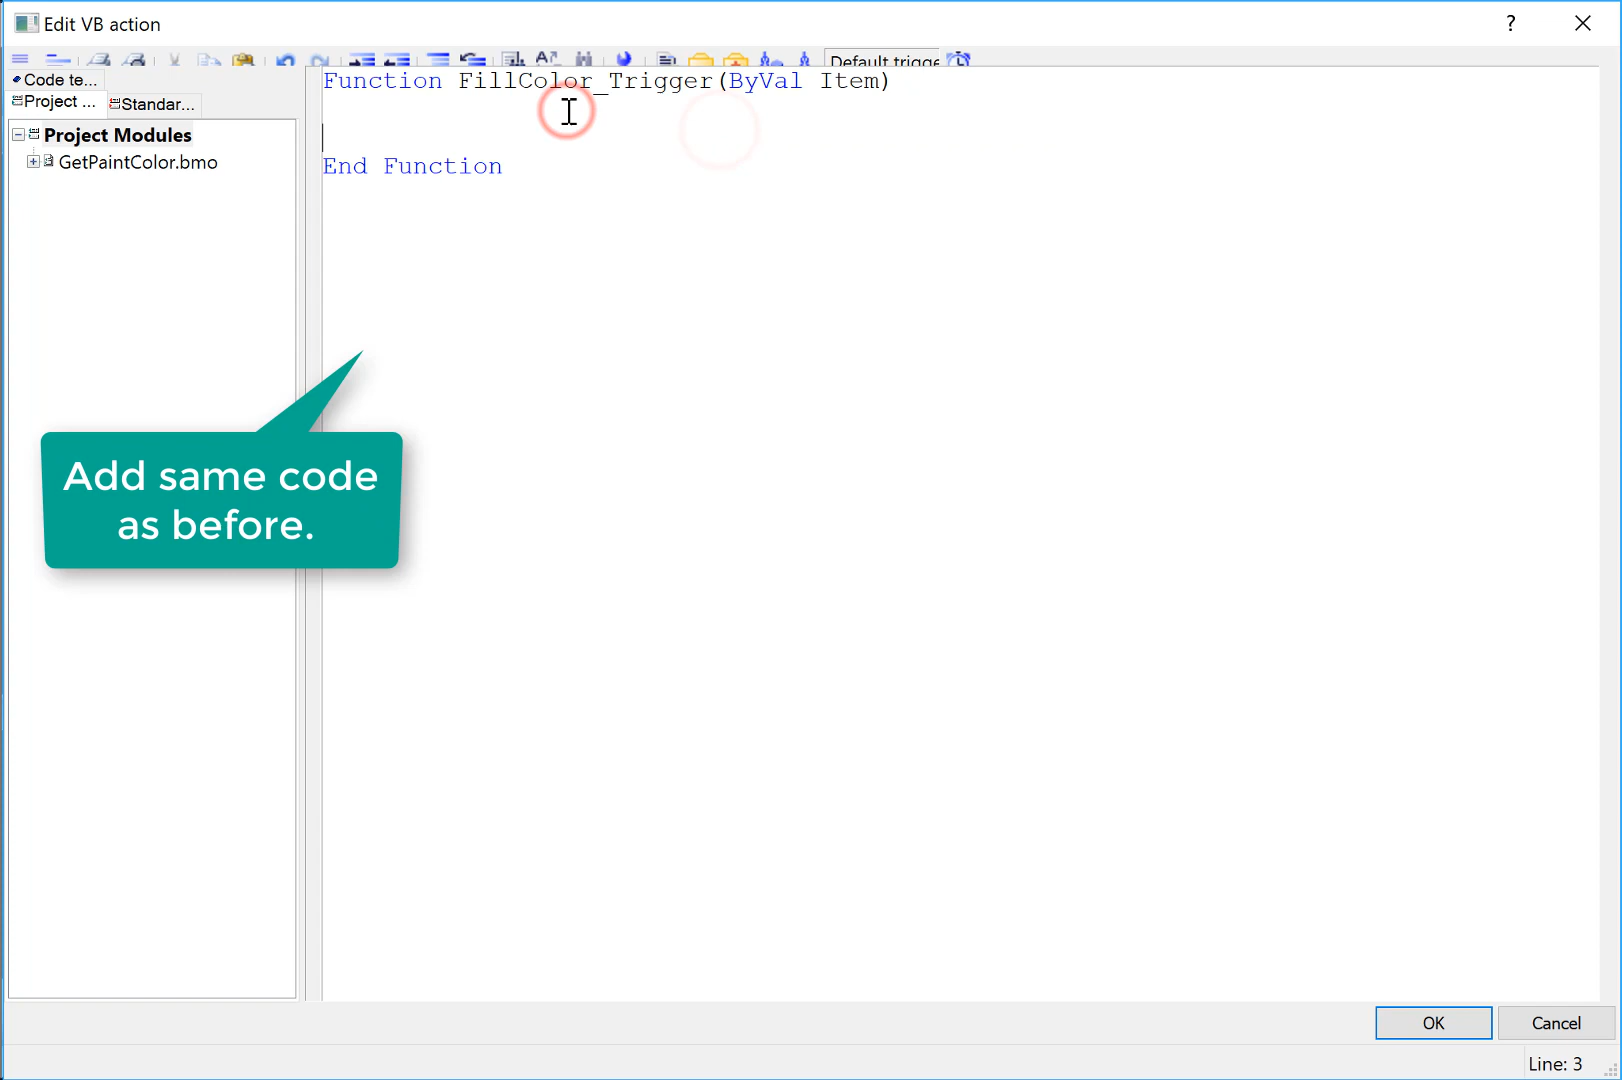 Edit VB action
?
Default trigge
Code te...
Project ...
Standar...
Project Modules
GetPaintColor.bmo
Function FillColor_Trigger(ByVal Item)
End Function
Add same code
as before.
OK
Cancel
Line: 3